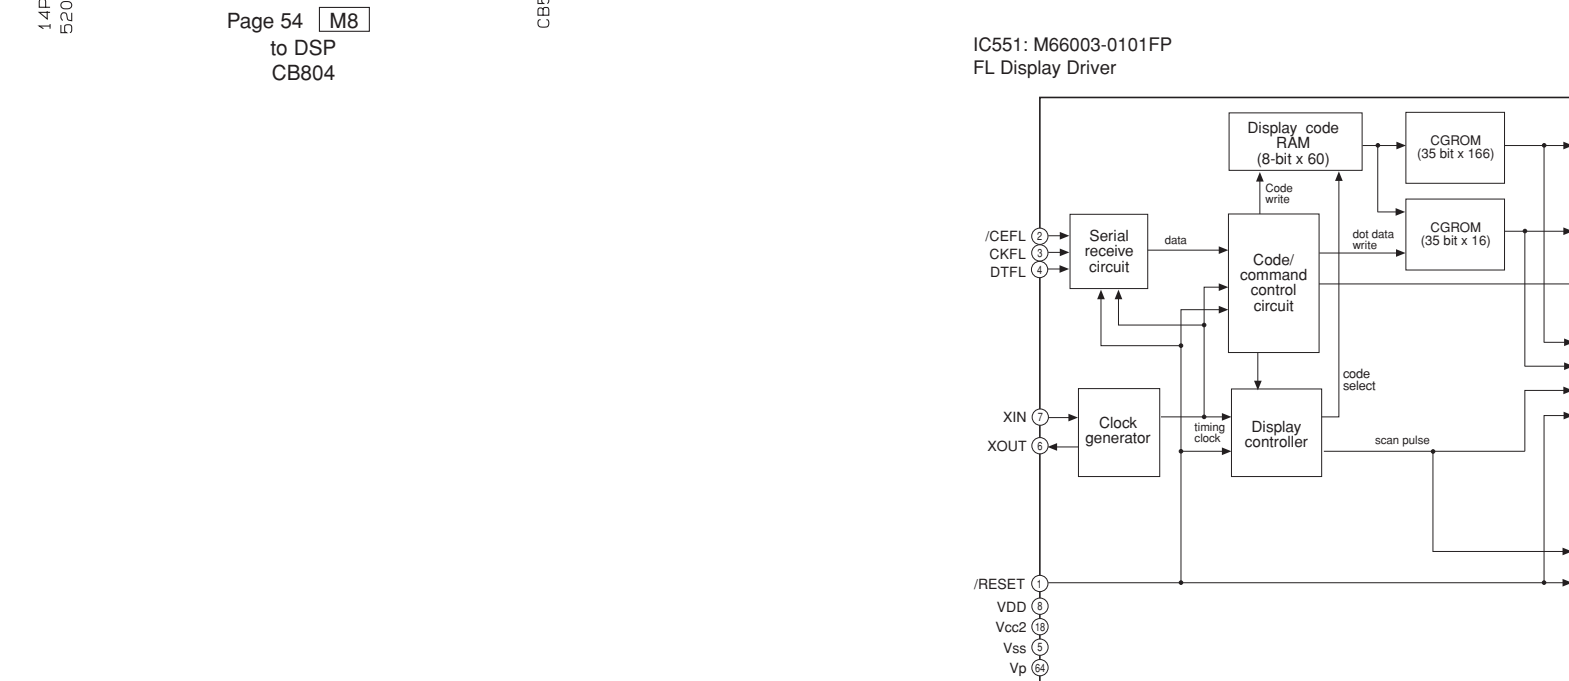 14P
520
Page 54 M8
to DSP
CB804
IC551: M66003-0101FP
FL Display Driver
Display code
RAM
(8-bit x 60)
CGROM
(35 bit x 166)
Code
write
CGROM
(35 bit x 16)
/CEFL 2
CKFL 3
DTFL 4
Serial
receive
circuit
data
Code/
command
control
circuit
dot data
write
code
select
XIN 7
XOUT 6
Clock
generator
timing
clock
Display
controller
scan pulse
/RESET 1
VDD 8
Vcc2 18
Vss 5
Vp 64